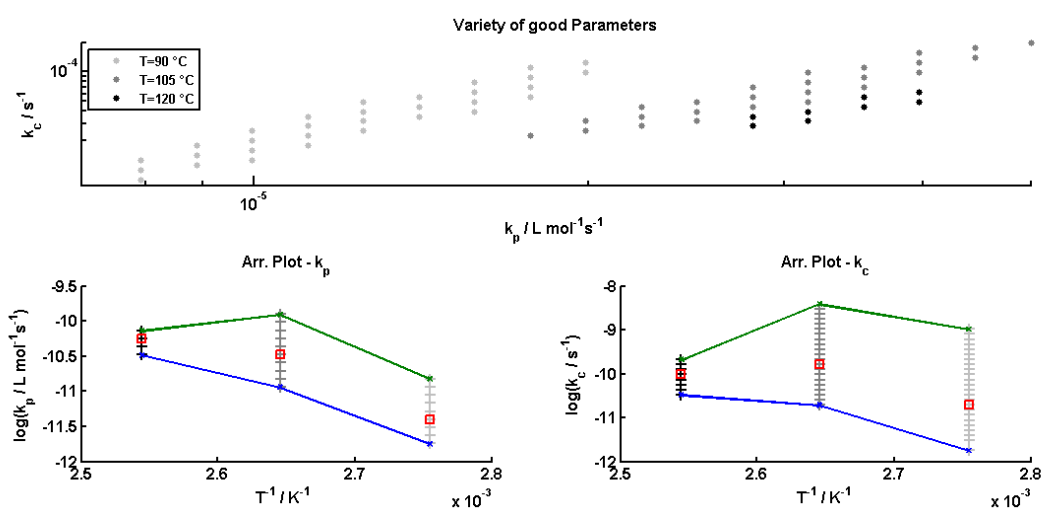 Variety of good Parameters
10⁻⁴
k_c / s⁻¹
T=90 °C
T=105 °C
T=120 °C
10⁻⁵
k_p / L mol⁻¹s⁻¹
Arr. Plot - k_p
-9.5
-10
-10.5
-11
-11.5
-12
log(k_p / L mol⁻¹s⁻¹)
2.5
2.6
2.7
2.8
T⁻¹ / K⁻¹
x 10⁻³
Arr. Plot - k_c
-8
-9
-10
-11
-12
log(k_c / s⁻¹)
2.5
2.6
2.7
2.8
T⁻¹ / K⁻¹
x 10⁻³